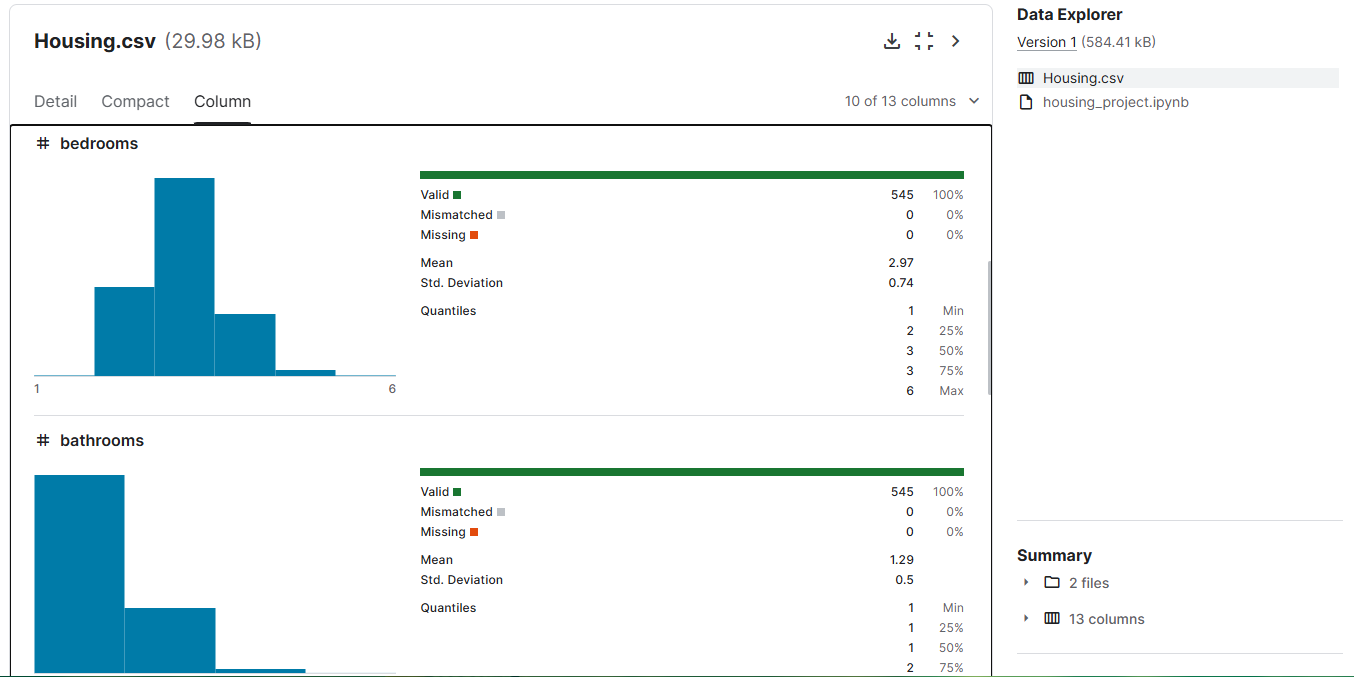 Housing.csv (29.98 kB)
Detail Compact Column 10 of 13 columns
# bedrooms
1 6
Valid 545 100%
Mismatched 0 0%
Missing 0 0%
Mean 2.97
Std. Deviation 0.74
Quantiles 1 Min
2 25%
3 50%
3 75%
6 Max
# bathrooms
Valid 545 100%
Mismatched 0 0%
Missing 0 0%
Mean 1.29
Std. Deviation 0.5
Quantiles 1 Min
1 25%
1 50%
2 75%
Data Explorer
Version 1 (584.41 kB)
Housing.csv
housing_project.ipynb
Summary
2 files
13 columns